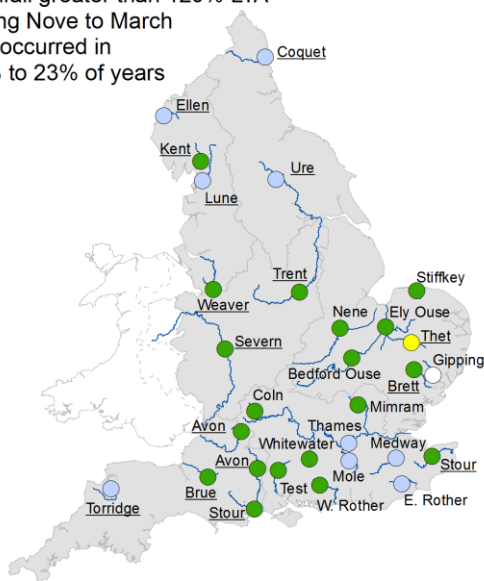 greater than 120% LTA
ng Nove to March
occurred in
to 23% of years
Coquet
Ellen
Kent
Ure
Lune
Trent
Stiffkey
Weaver
Nene
Ely Ouse
Thet
Severn
Gipping
Bedford Ouse
Brett
Coln
Mimram
Avon
Thames
Whitewater
Medway
Avon
Stour
Mole
Brue
Test
E. Rother
Torridge
W. Rother
Stour